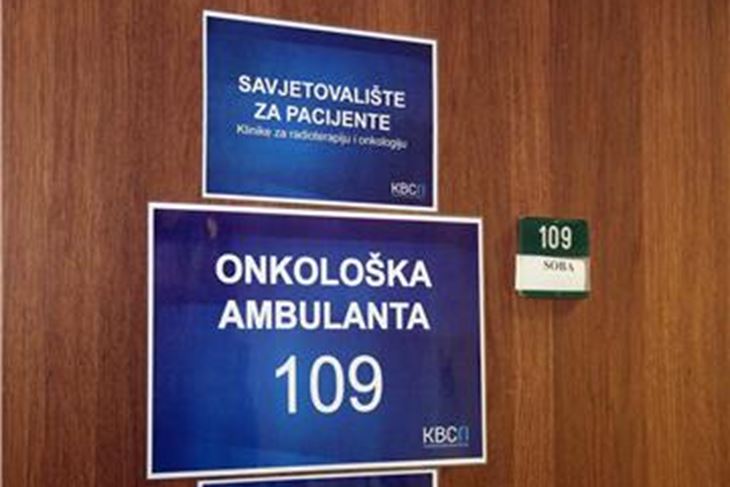 SAVJETOVALIŠTE
ZA PACIJENTE
Klinike za radioterapiju i onkologiju
KBC
ONKOLOŠKA
AMBULANTA
109
KBC
109
SOBA